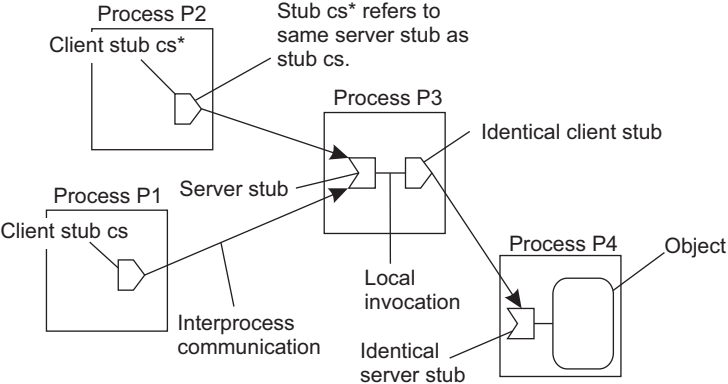 Process P2
Client stub cs*
Stub cs* refers to
same server stub as
stub cs.
Process P3
Identical client stub
Server stub
Process P1
Client stub cs
Process P4
Object
Local
invocation
Interprocess
communication
Identical
server stub